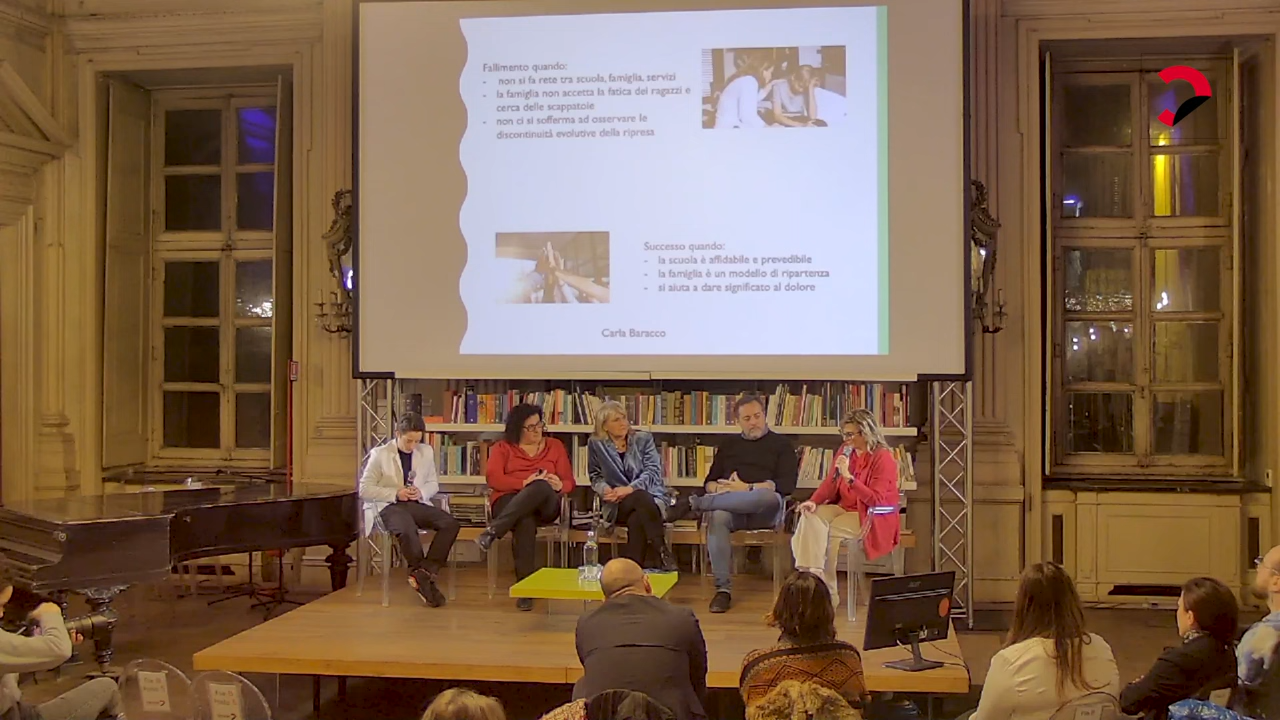 Fallimento quando:
- non si fa rete tra scuola, famiglia, servizi
- la famiglia non accetta la fatica dei ragazzi e
cerca delle scappatoie
- non ci si sofferma ad osservare le
discontinuità evolutive della ripresa
Successo quando:
- la scuola è affidabile e prevedibile
- la famiglia è un modello di ripartenza
- si aiuta a dare significato al dolore
Carla Baracco